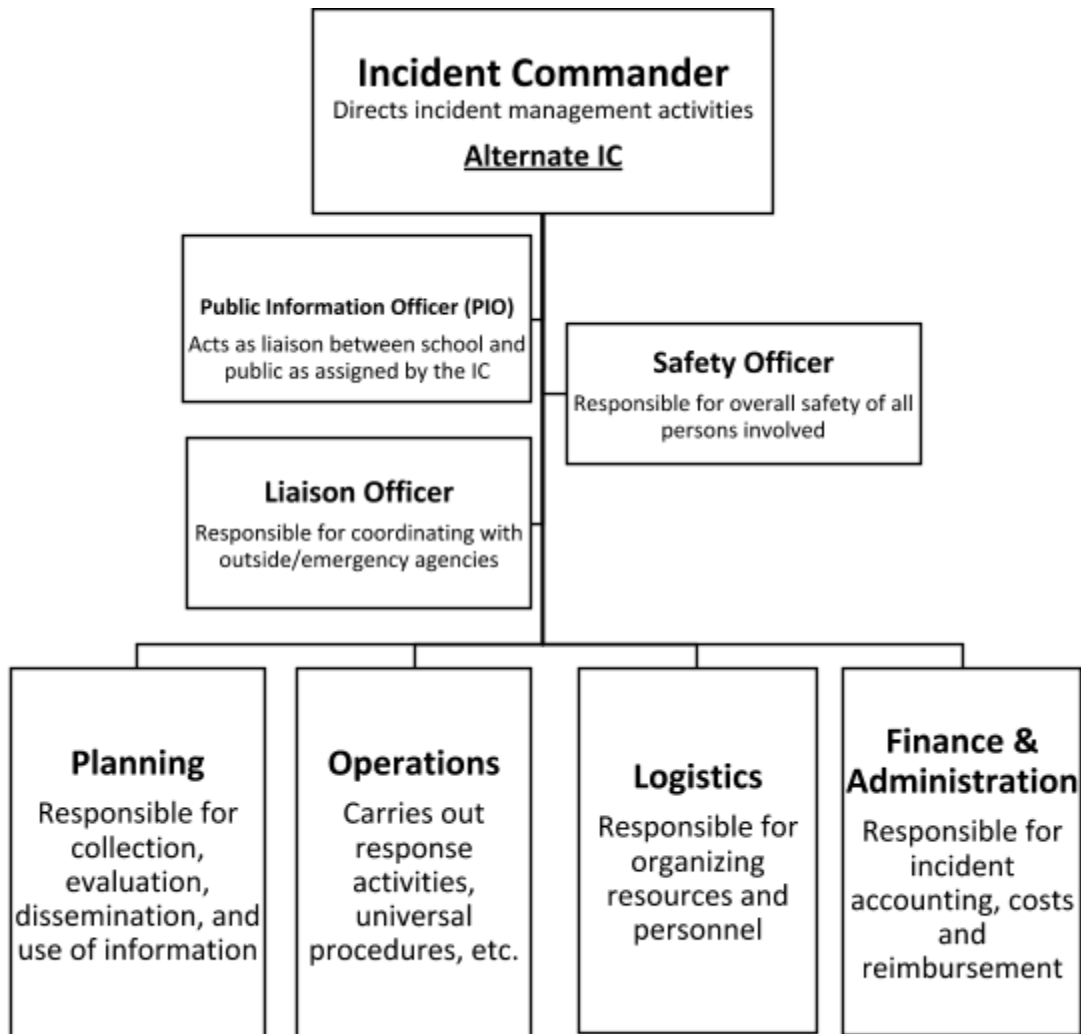 Incident Commander
Directs incident management activities
Alternate IC
Public Information Officer (PIO)
Acts as liaison between school and
public as assigned by the IC
Safety Officer
Responsible for overall safety of all
persons involved
Liaison Officer
Responsible for coordinating with
outside/emergency agencies
Planning
Responsible for
collection,
evaluation,
dissemination, and
use of information
Operations
Carries out
response
activities,
universal
procedures, etc.
Logistics
Responsible for
organizing
resources and
personnel
Finance &
Administration
Responsible for
incident
accounting, costs
and
reimbursement